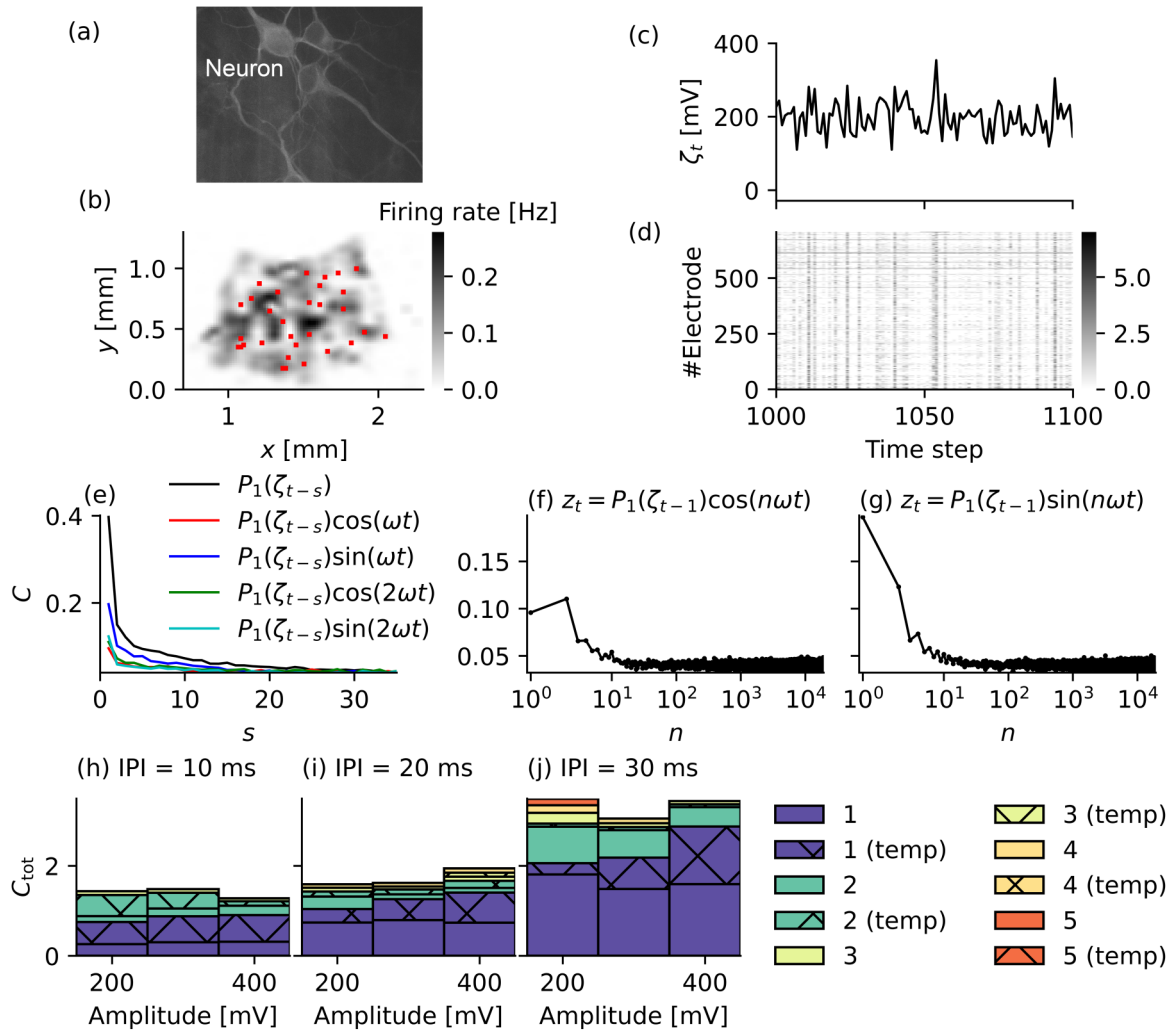 (a)
Neuron
(b)
Firing rate [Hz]
1.0
0.5
0.0
y [mm]
1
2
x [mm]
0.2
0.1
0.0
(c)
400
200
0
ζt [mV]
(d)
500
250
0
#Electrode
1000
1050
1100
Time step
5.0
2.5
0.0
(e)
P1(ζt−s)
P1(ζt−s)cos(ωt)
P1(ζt−s)sin(ωt)
P1(ζt−s)cos(2ωt)
P1(ζt−s)sin(2ωt)
0.4
0.2
C
0
10
20
30
s
(f) zt = P1(ζt−1)cos(nωt)
0.15
0.10
0.05
10^0
10^1
10^2
10^3
10^4
n
(g) zt = P1(ζt−1)sin(nωt)
10^0
10^1
10^2
10^3
10^4
n
(h) IPI = 10 ms
2
0
Ctot
200
400
Amplitude [mV]
(i) IPI = 20 ms
200
400
Amplitude [mV]
(j) IPI = 30 ms
200
400
Amplitude [mV]
1
1 (temp)
2
2 (temp)
3
3 (temp)
4
4 (temp)
5
5 (temp)